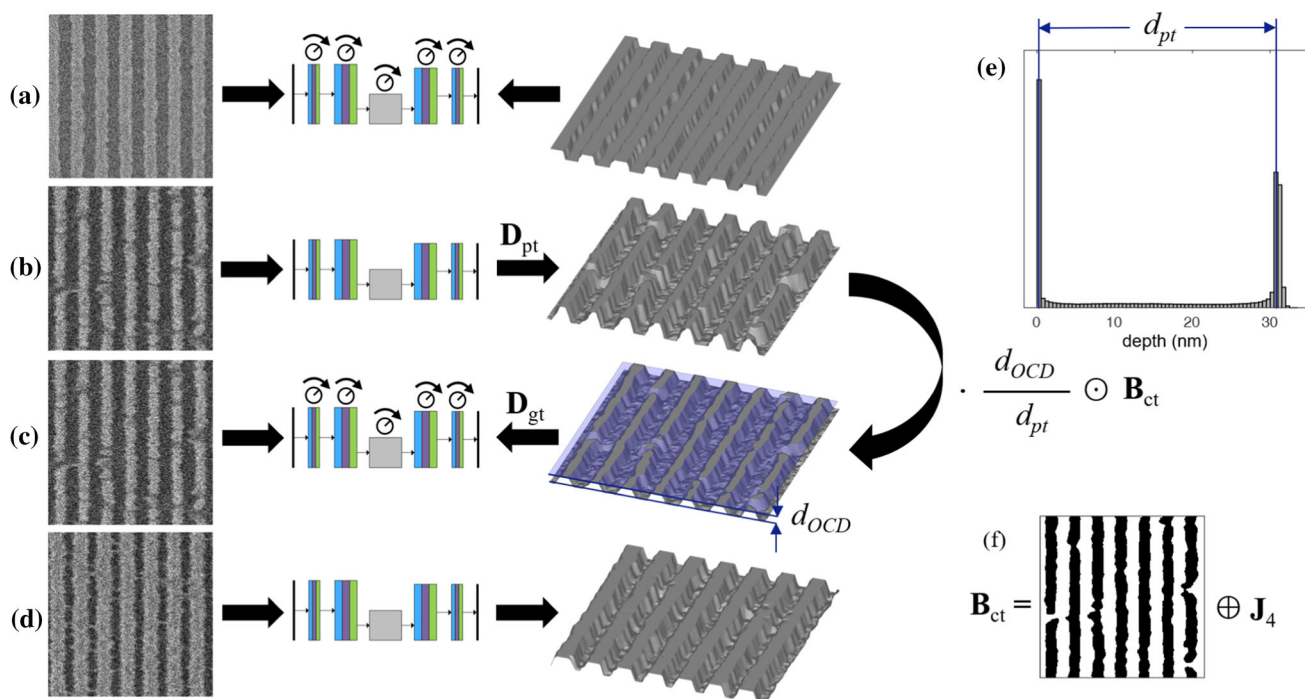 (a)
(b)
D_pt
(c)
D_gt
d_OCD
(d)
(e)
d_pt
0 10 20 30
depth (nm)
· d_OCD / d_pt ⊙ B_ct
(f)
B_ct = ⊕ J_4